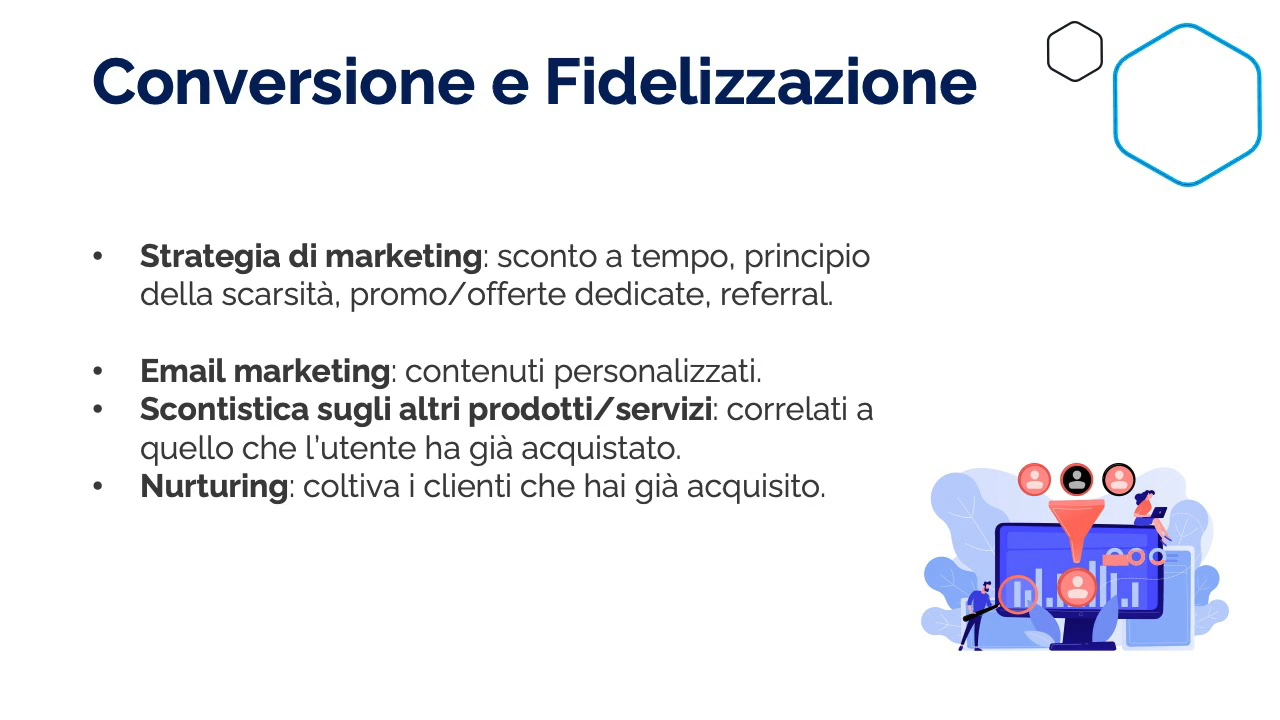 Conversione e Fidelizzazione
• Strategia di marketing: sconto a tempo, principio
della scarsità, promo/offerte dedicate, referral.
• Email marketing: contenuti personalizzati.
• Scontistica sugli altri prodotti/servizi: correlati a
quello che l’utente ha già acquistato.
• Nurturing: coltiva i clienti che hai già acquisito.